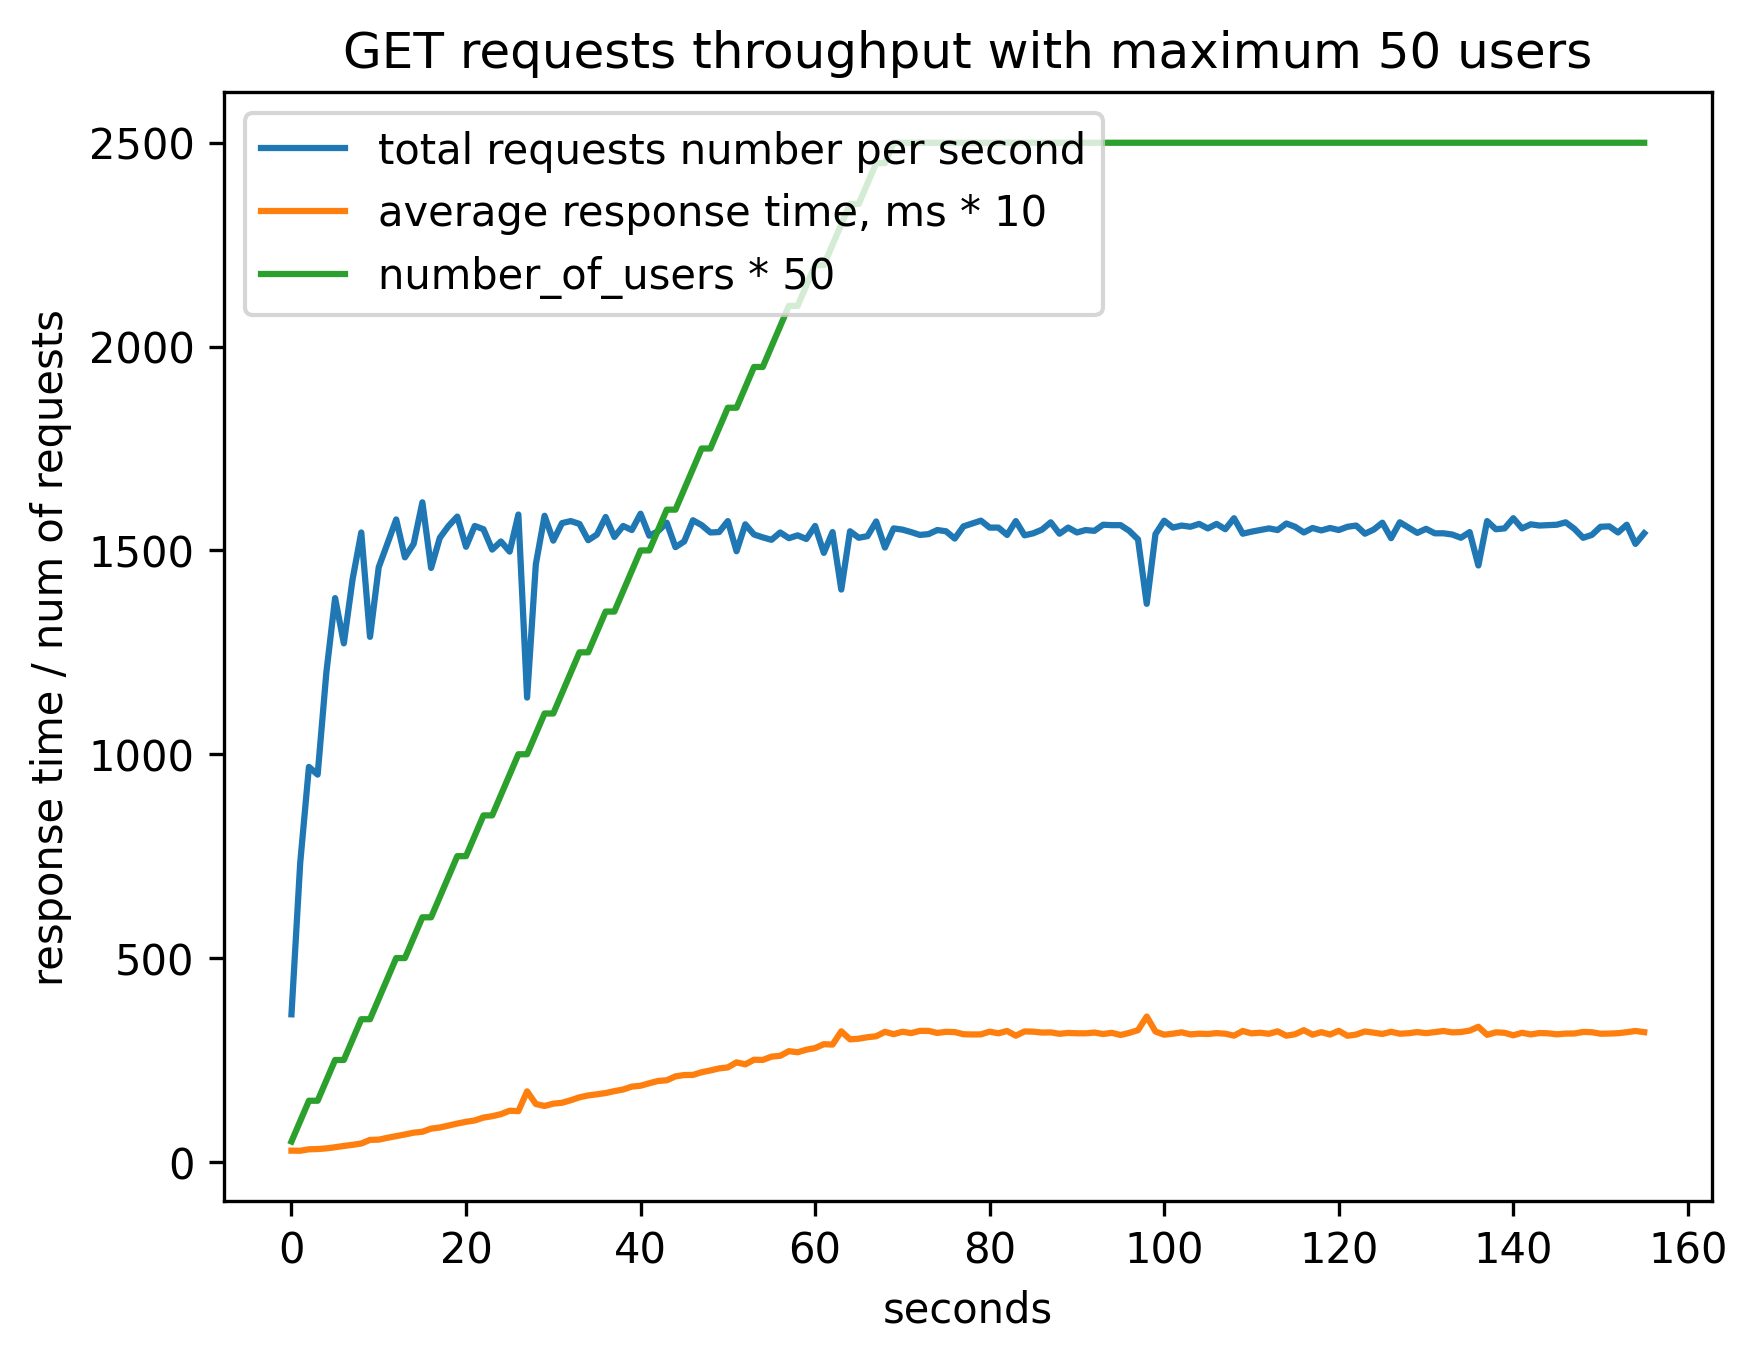 GET requests throughput with maximum 50 users
total requests number per second
average response time, ms * 10
number_of_users * 50
response time / num of requests
2500
2000
1500
1000
500
0
0 20 40 60 80 100 120 140 160
seconds